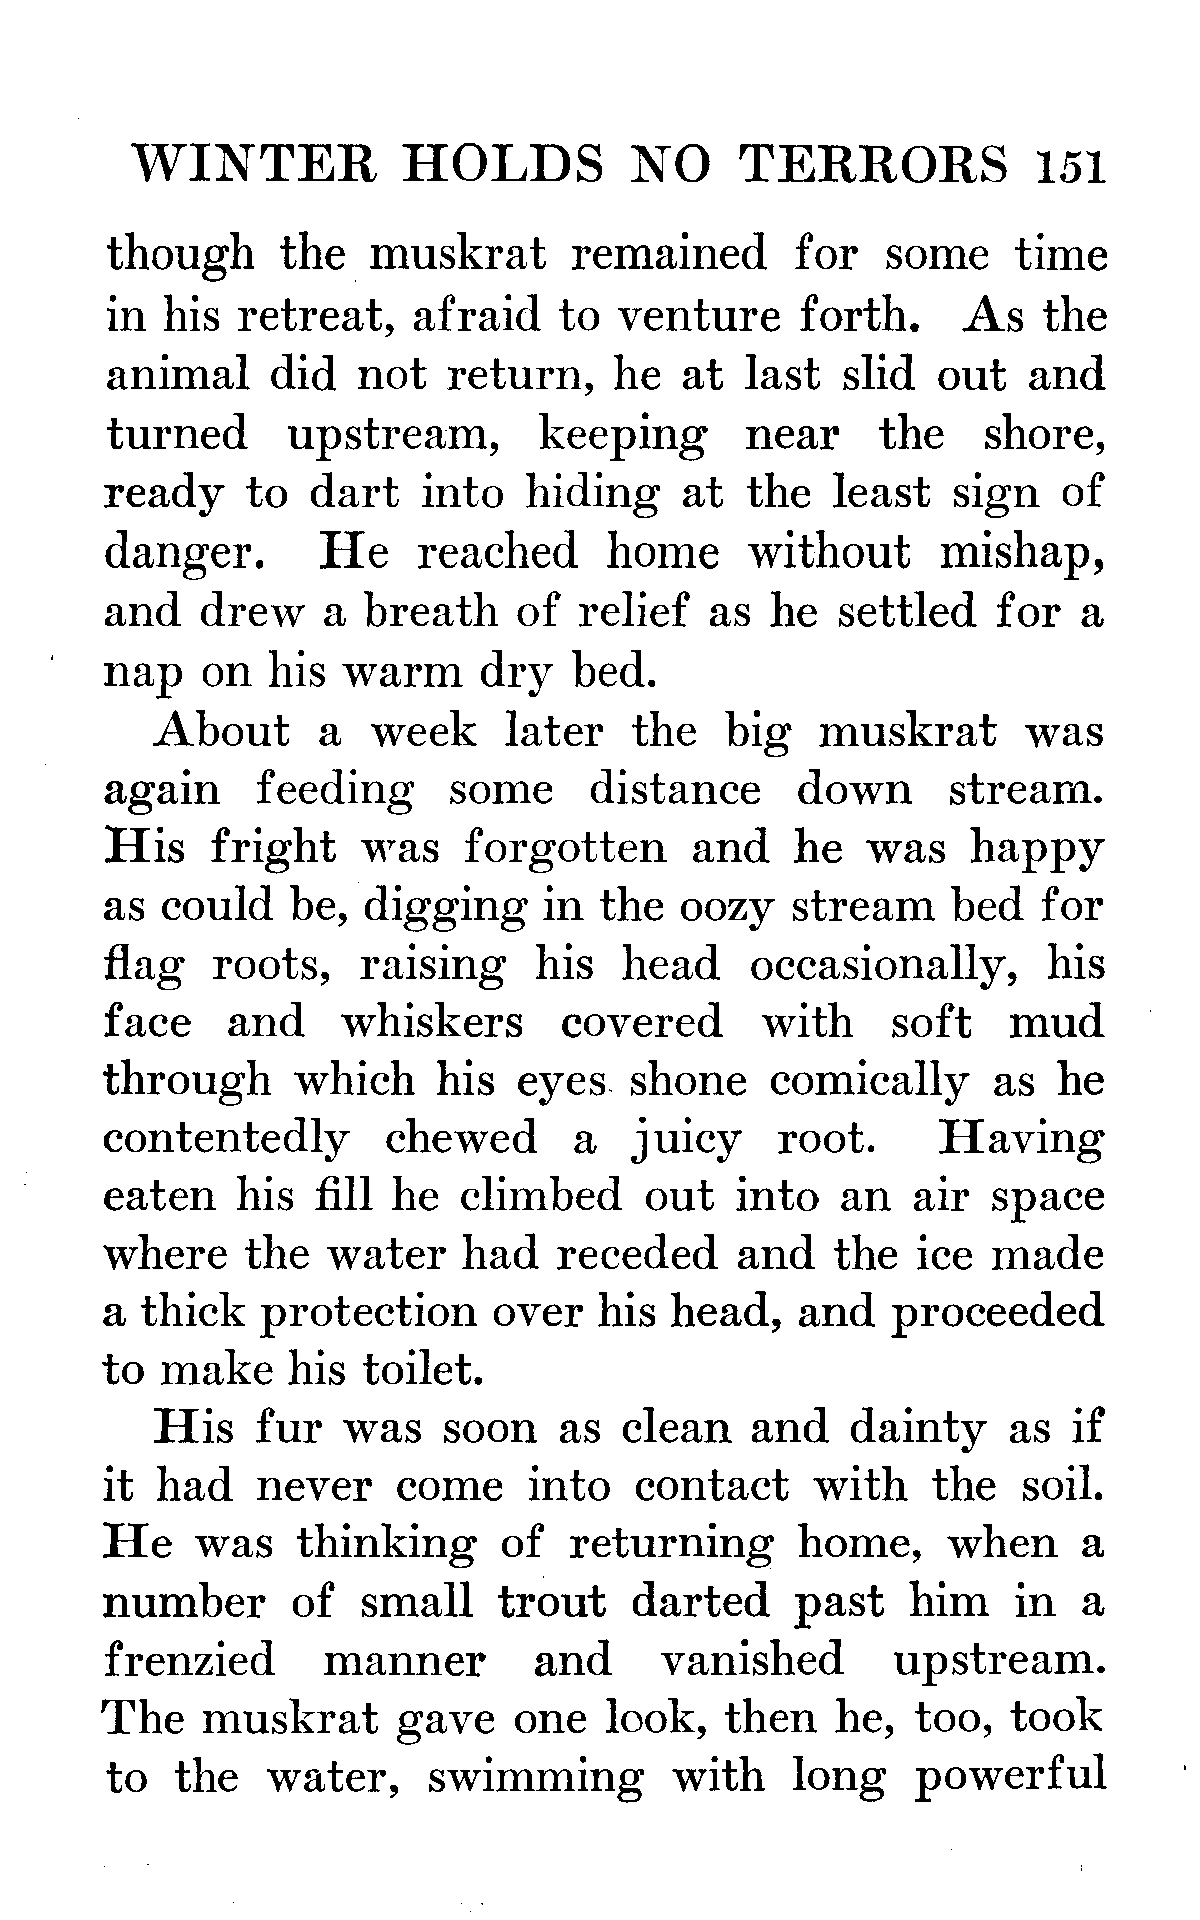 WINTER HOLDS NO TERRORS 151
though the muskrat remained for some time
in his retreat, afraid to venture forth. As the
animal did not return, he at last slid out and
turned upstream, keeping near the shore,
ready to dart into hiding at the least sign of
danger. He reached home without mishap,
and drew a breath of relief as he settled for a
nap on his warm dry bed.
About a week later the big muskrat was
again feeding some distance down stream.
His fright was forgotten and he was happy
as could be, digging in the oozy stream bed for
flag roots, raising his head occasionally, his
face and whiskers covered with soft mud
through which his eyes shone comically as he
contentedly chewed a juicy root. Having
eaten his fill he climbed out into an air space
where the water had receded and the ice made
a thick protection over his head, and proceeded
to make his toilet.
His fur was soon as clean and dainty as if
it had never come into contact with the soil.
He was thinking of returning home, when a
number of small trout darted past him in a
frenzied manner and vanished upstream.
The muskrat gave one look, then he, too, took
to the water, swimming with long powerful